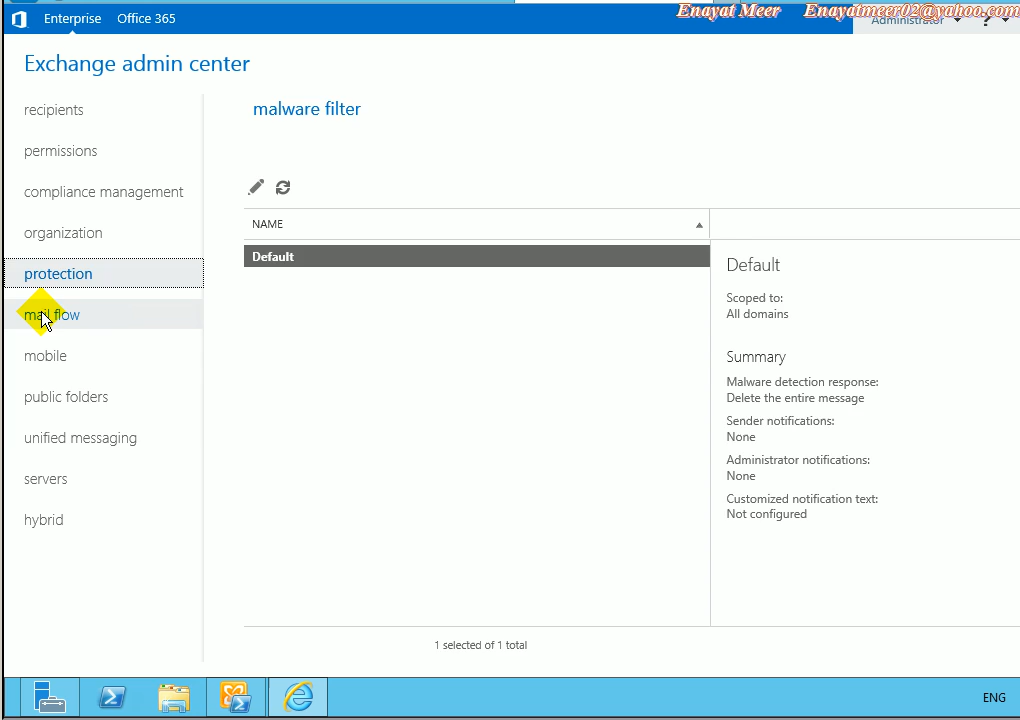 Enterprise Office 365
Enayat Meer Enayatmeer02@yahoo.com
Administrator ?
Exchange admin center
recipients
permissions
compliance management
organization
protection
mail flow
mobile
public folders
unified messaging
servers
hybrid
malware filter
NAME
Default
Default
Scoped to:
All domains
Summary
Malware detection response:
Delete the entire message
Sender notifications:
None
Administrator notifications:
None
Customized notification text:
Not configured
1 selected of 1 total
ENG